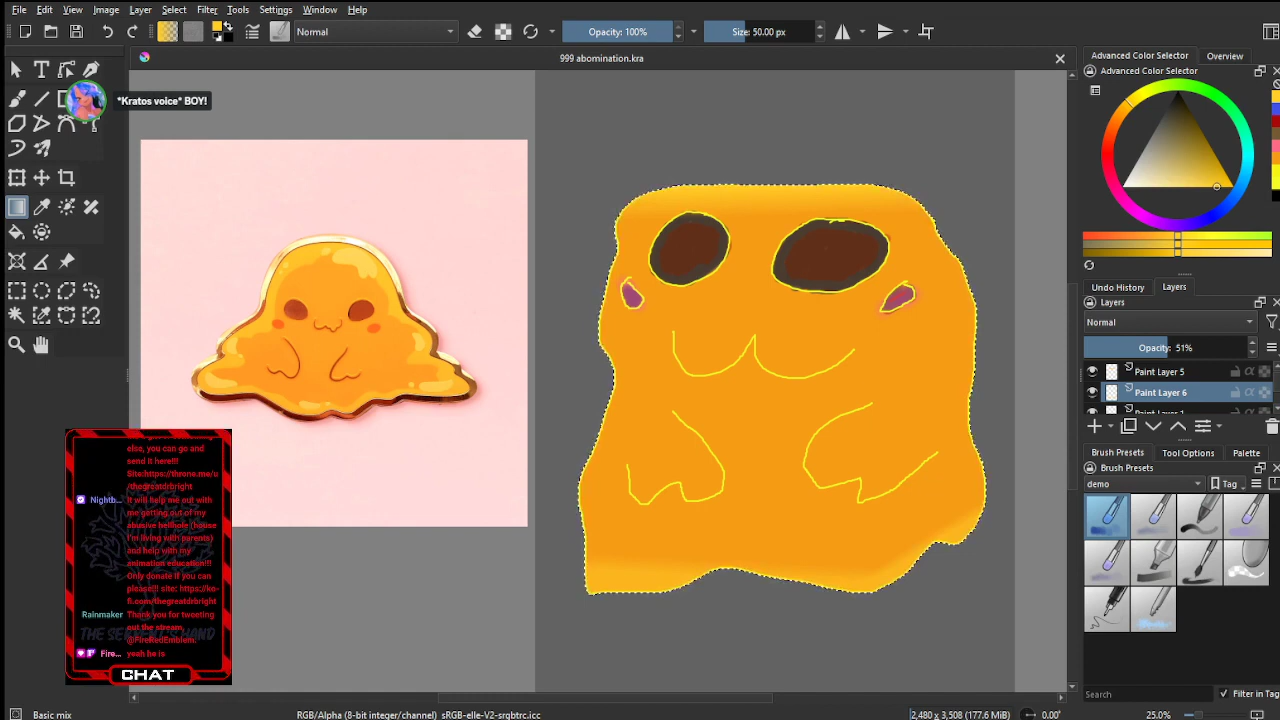 File Edit View Image Layer Select Filter Tools Settings Window Help
Normal
Opacity: 100%
Size: 50.00 px
999 abomination.kra
*Kratos voice* BOY!
Advanced Color Selector Overview
Advanced Color Selector
Undo History Layers
Layers
Normal
Opacity: 51%
Paint Layer 5
Paint Layer 6
Brush Presets Tool Options Palette
Brush Presets
demo
Tag
Search
Filter in Tag
else, you can go and
send it here!!!
Site:https://throne.me/u
/thegreatdrbright
Nightb... It will help me out with
me getting out of my
abusive hellhole (house
I'm living with parents)
and help with my
animation education!!!
Only donate if you can
please!!! site: https://ko-
fi.com/thegreatdrbright
Rainmaker Thank you for tweeting
out the stream,
@FireRedEmblem.
Fire... yeah he is
THE SERPENT'S HAND
CHAT
Basic mix
RGB/Alpha (8-bit integer/channel) sRGB-elle-V2-srgbtrc.icc
2,480 x 3,508 (177.6 MiB)
0.00°
25.0%